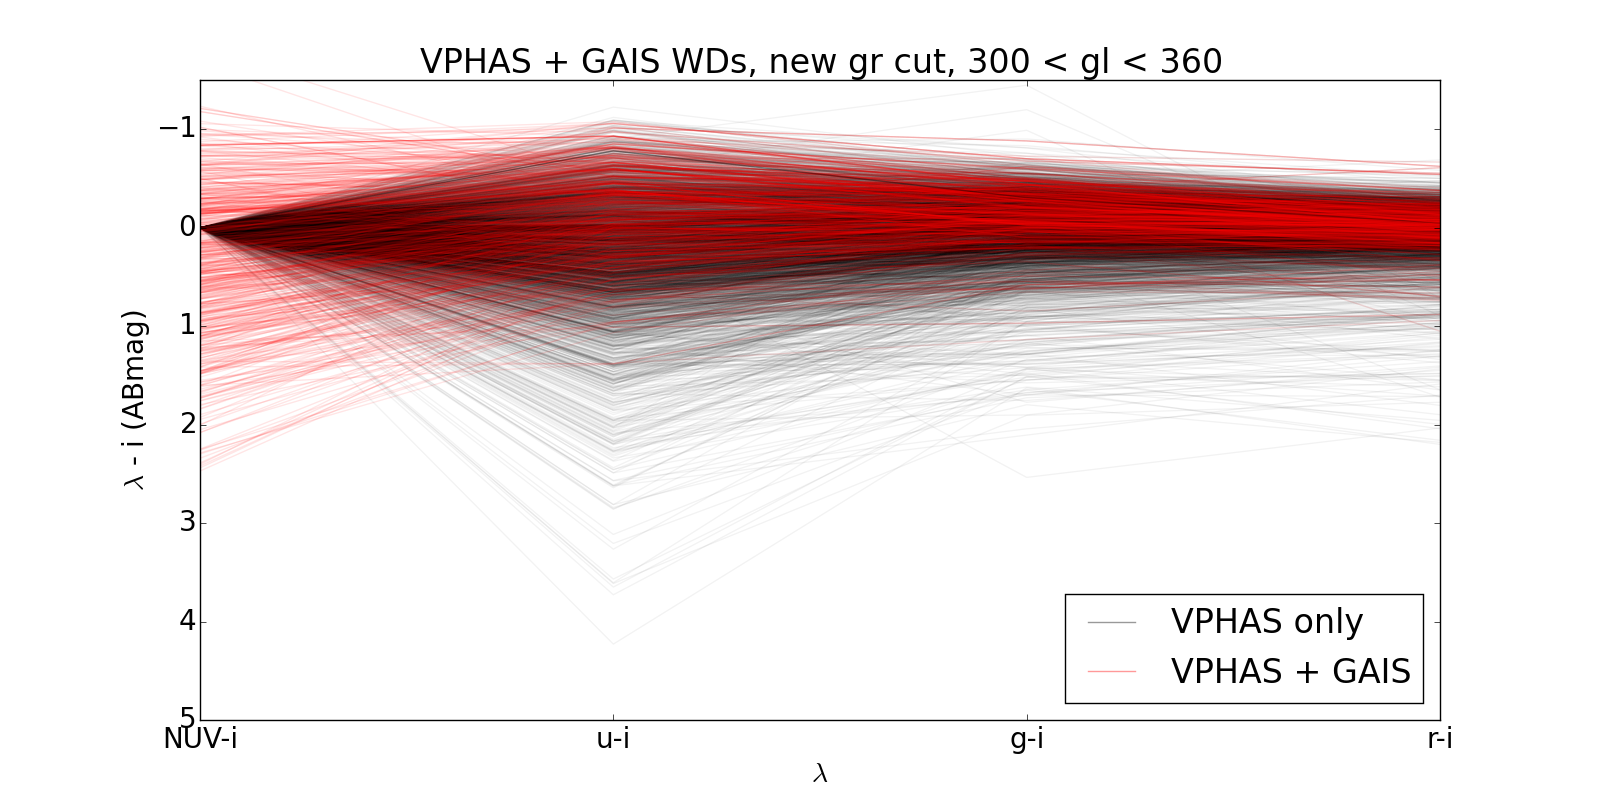 VPHAS + GAIS WDs, new gr cut, 300 < gl < 360
λ - i (ABmag)
−1
0
1
2
3
4
5
NUV-i
u-i
g-i
r-i
λ
VPHAS only
VPHAS + GAIS